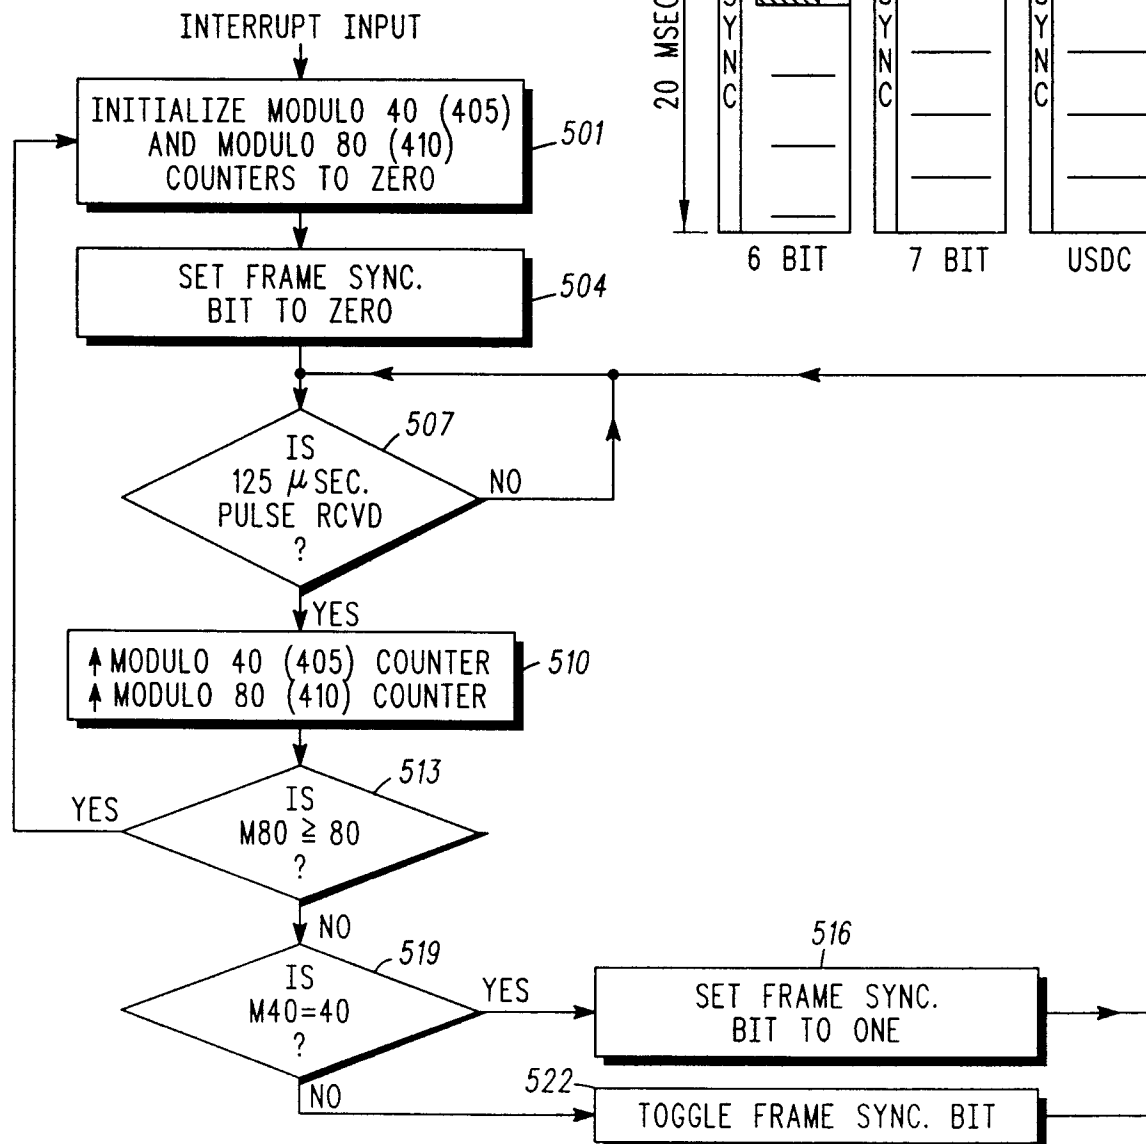 INTERRUPT INPUT
INITIALIZE MODULO 40 (405)
AND MODULO 80 (410)
COUNTERS TO ZERO
501
SET FRAME SYNC.
BIT TO ZERO
504
507
IS
125 μ SEC.
PULSE RCVD
?
NO
YES
↑ MODULO 40 (405) COUNTER
↑ MODULO 80 (410) COUNTER
510
513
IS
M80 ≧ 80
?
YES
NO
519
IS
M40=40
?
YES
NO
516
SET FRAME SYNC.
BIT TO ONE
522
TOGGLE FRAME SYNC. BIT
20 MSEC
SYNC
SYNC
SYNC
6 BIT
7 BIT
USDC